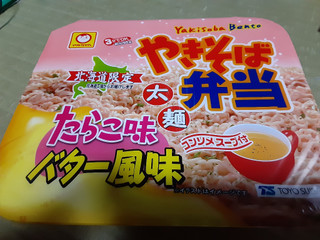 Yakisoba Bento
やきそば
弁当
北海道限定
太麺
たらこ味
バター風味
コンソメスープ付